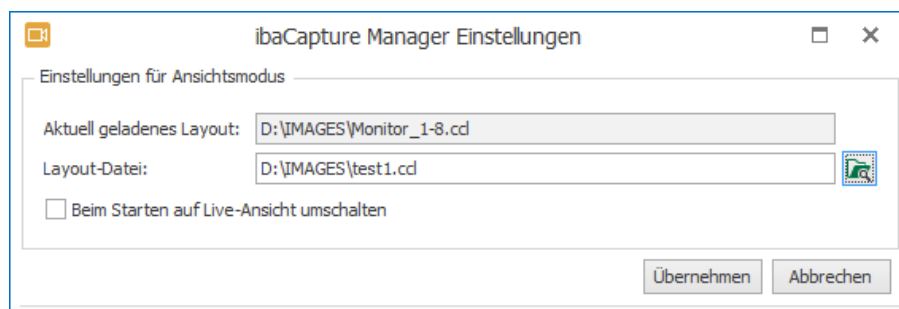 ibaCapture Manager Einstellungen
Einstellungen für Ansichtsmodus
Aktuell geladenes Layout: D:\IMAGES\Monitor_1-8.ccl
Layout-Datei: D:\IMAGES\test1.ccl
Beim Starten auf Live-Ansicht umschalten
Übernehmen Abbrechen